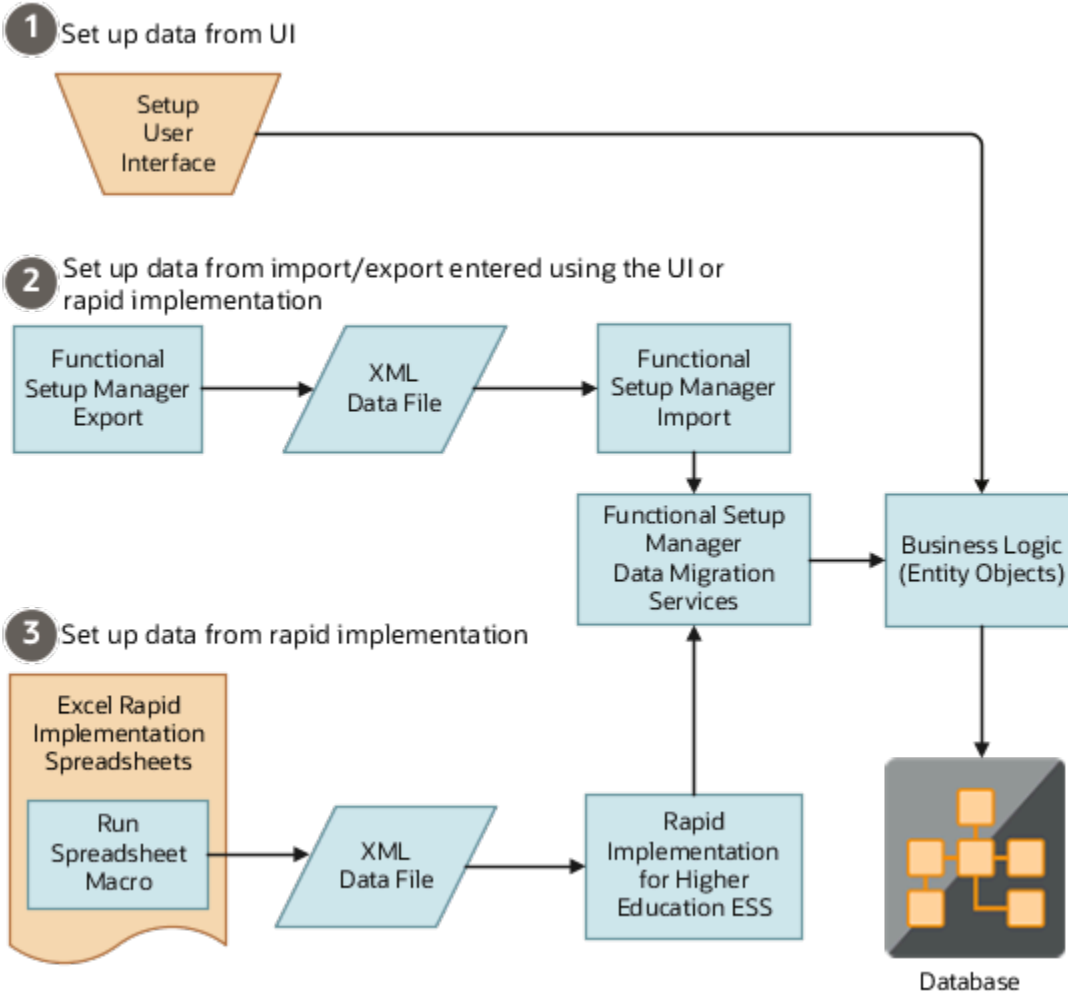 1 Set up data from UI
Setup
User
Interface
2 Set up data from import/export entered using the UI or
rapid implementation
Functional
Setup Manager
Export
XML
Data File
Functional
Setup Manager
Import
Functional Setup
Manager
Data Migration
Services
Business Logic
(Entity Objects)
3 Set up data from rapid implementation
Excel Rapid
Implementation
Spreadsheets
Run
Spreadsheet
Macro
XML
Data File
Rapid
Implementation
for Higher
Education ESS
Database